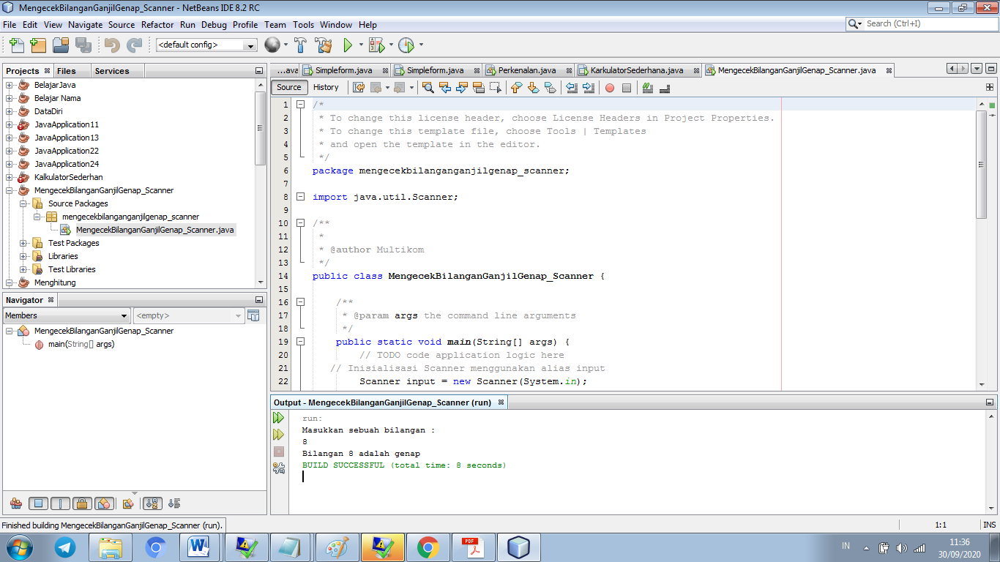 MengecekBilanganGanjilGenap_Scanner - NetBeans IDE 8.2 RC
File Edit View Navigate Source Refactor Run Debug Profile Team Tools Window Help
Search (Ctrl+I)
<default config>
Projects Files Services
BelajarJava
Belajar Nama
DataDiri
JavaApplication11
JavaApplication13
JavaApplication22
JavaApplication24
KalkulatorSederhan
MengecekBilanganGanjilGenap_Scanner
Source Packages
mengecekbilanganganjilgenap_scanner
MengecekBilanganGanjilGenap_Scanner.java
Test Packages
Libraries
Test Libraries
Menghitung
Navigator
Members <empty>
MengecekBilanganGanjilGenap_Scanner
main(String[] args)
...ava Simpleform.java Simpleform.java Perkenalan.java KarkulatorSederhana.java MengecekBilanganGanjilGenap_Scanner.java
Source History
1 /*
2 * To change this license header, choose License Headers in Project Properties.
3 * To change this template file, choose Tools | Templates
4 * and open the template in the editor.
5 */
6 package mengecekbilanganganjilgenap_scanner;
7
8 import java.util.Scanner;
9
10 /**
11 *
12 * @author Multikom
13 */
14 public class MengecekBilanganGanjilGenap_Scanner {
15
16 /**
17 * @param args the command line arguments
18 */
19 public static void main(String[] args) {
20 // TODO code application logic here
21 // Inisialisasi Scanner menggunakan alias input
22 Scanner input = new Scanner(System.in);
Output - MengecekBilanganGanjilGenap_Scanner (run)
run:
Masukkan sebuah bilangan :
8
Bilangan 8 adalah genap
BUILD SUCCESSFUL (total time: 8 seconds)
Finished building MengecekBilanganGanjilGenap_Scanner (run).
1:1 INS
PDF
IN
11:36
30/09/2020